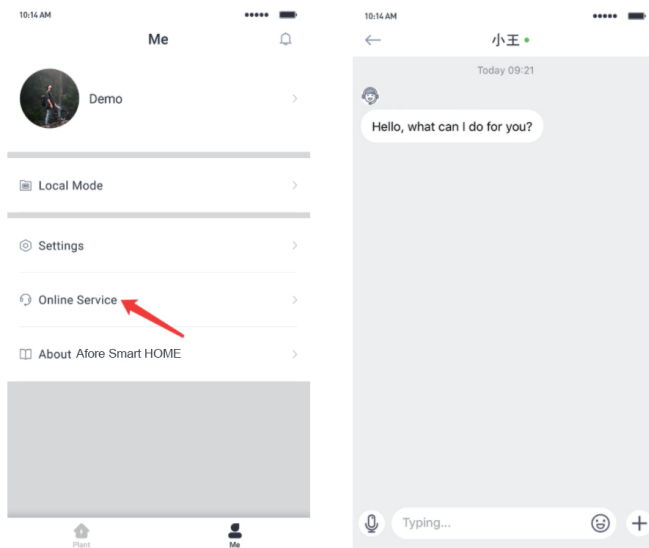 10:14 AM
Me
Demo
Local Mode
Settings
Online Service
About Afore Smart HOME
Plant
Me
10:14 AM
小王
Today 09:21
Hello, what can I do for you?
Typing...